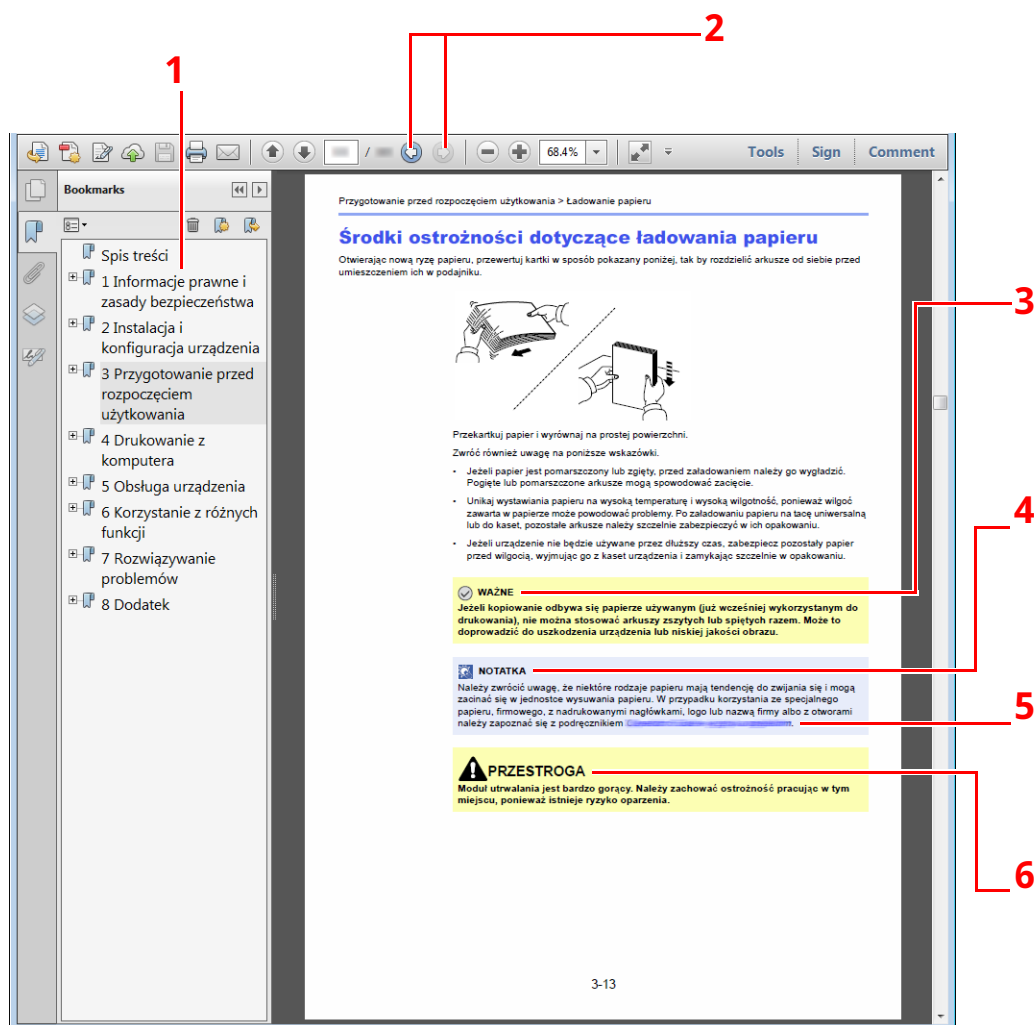 2
1
/
68.4%
Tools
Sign
Comment
Bookmarks
Spis treści
1 Informacje prawne i
zasady bezpieczeństwa
2 Instalacja i
konfiguracja urządzenia
3 Przygotowanie przed
rozpoczęciem
użytkowania
4 Drukowanie z
komputera
5 Obsługa urządzenia
6 Korzystanie z różnych
funkcji
7 Rozwiązywanie
problemów
8 Dodatek
Przygotowanie przed rozpoczęciem użytkowania > Ładowanie papieru
Środki ostrożności dotyczące ładowania papieru
Otwierając nową ryzę papieru, przewertuj kartki w sposób pokazany poniżej, tak by rozdzielić arkusze od siebie przed
umieszczeniem ich w podajniku.
3
Przekartkuj papier i wyrównaj na prostej powierzchni.
Zwróć również uwagę na poniższe wskazówki.
• Jeżeli papier jest pomarszczony lub zgięty, przed załadowaniem należy go wygładzić.
Pogięte lub pomarszczone arkusze mogą spowodować zacięcie.
• Unikaj wystawiania papieru na wysoką temperaturę i wysoką wilgotność, ponieważ wilgoć
zawarta w papierze może powodować problemy. Po załadowaniu papieru na tacę uniwersalną
lub do kaset, pozostałe arkusze należy szczelnie zabezpieczyć w ich opakowaniu.
• Jeżeli urządzenie nie będzie używane przez dłuższy czas, zabezpiecz pozostały papier
przed wilgocią, wyjmując go z kaset urządzenia i zamykając szczelnie w opakowaniu.
4
WAŻNE
Jeżeli kopiowanie odbywa się papierze używanym (już wcześniej wykorzystanym do
drukowania), nie można stosować arkuszy zszytych lub spiętych razem. Może to
doprowadzić do uszkodzenia urządzenia lub niskiej jakości obrazu.
NOTATKA
Należy zwrócić uwagę, że niektóre rodzaje papieru mają tendencję do zwijania się i mogą
zacinać się w jednostce wysuwania papieru. W przypadku korzystania ze specjalnego
papieru, firmowego, z nadrukowanymi nagłówkami, logo lub nazwą firmy albo z otworami
należy zapoznać się z podręcznikiem .
5
PRZESTROGA
Moduł utrwalania jest bardzo gorący. Należy zachować ostrożność pracując w tym
miejscu, ponieważ istnieje ryzyko oparzenia.
6
3-13